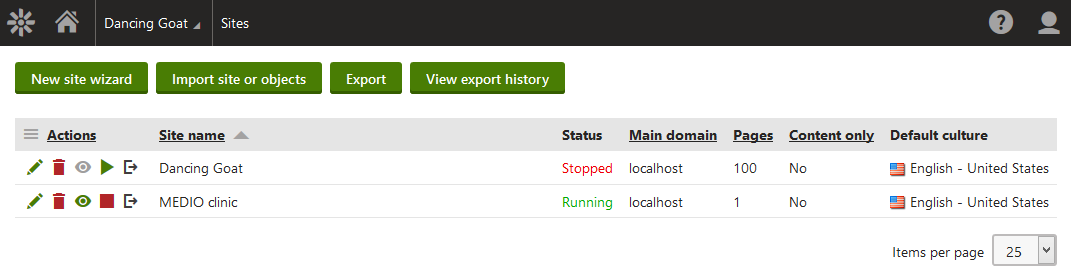 Dancing Goat Sites ?
New site wizard Import site or objects Export View export history
Actions Site name Status Main domain Pages Content only Default culture
Dancing Goat Stopped localhost 100 No English - United States
MEDIO clinic Running localhost 1 No English - United States
Items per page 25